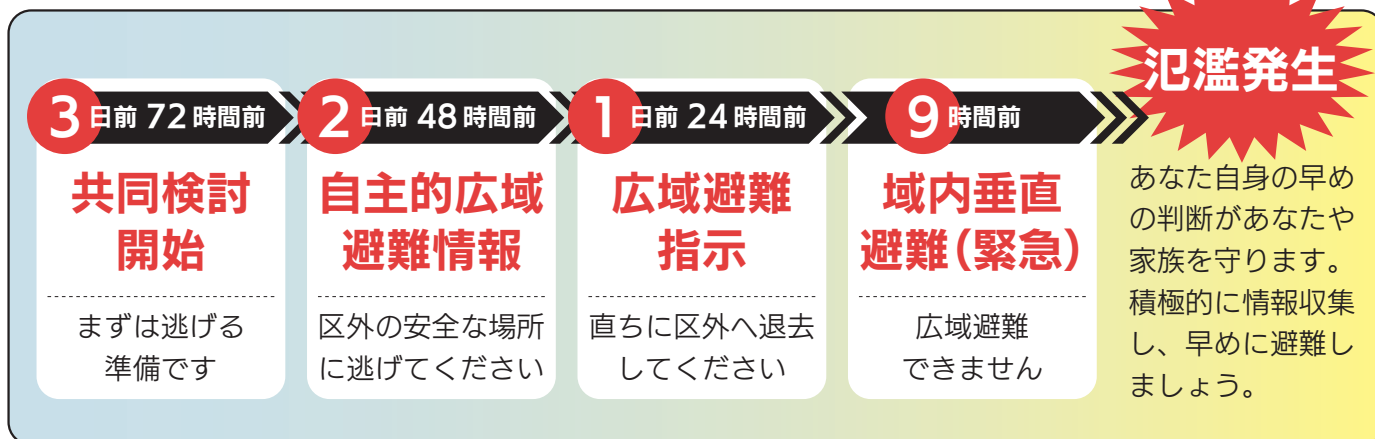 3日前 72時間前
共同検討
開始
まずは逃げる
準備です
2日前 48時間前
自主的広域
避難情報
区外の安全な場所
に逃げてください
1日前 24時間前
広域避難
指示
直ちに区外へ退去
してください
9時間前
域内垂直
避難(緊急)
広域避難
できません
氾濫発生
あなた自身の早め
の判断があなたや
家族を守ります。
積極的に情報収集
し、早めに避難し
ましょう。